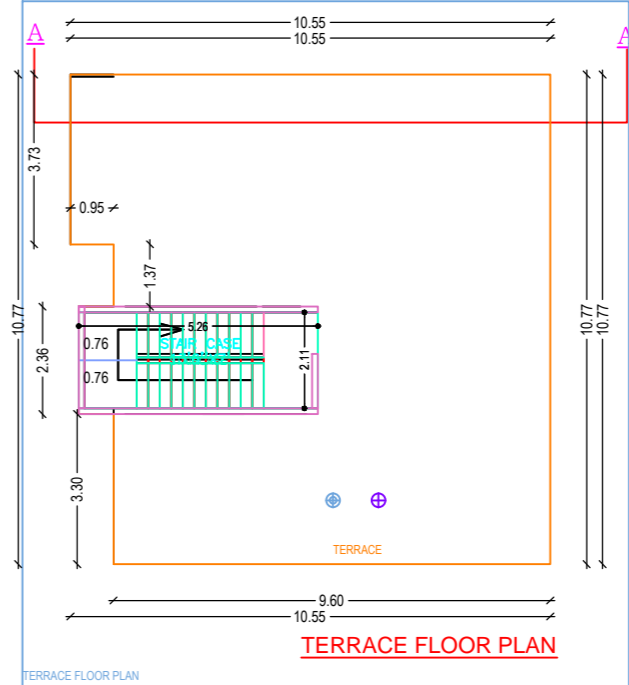 10.55
10.55
A
A
3.73
0.95
1.37
10.77
10.77
10.77
5.26
0.76
STAIR CASE
2.36
2.11
0.76
3.30
TERRACE
9.60
10.55
TERRACE FLOOR PLAN
TERRACE FLOOR PLAN